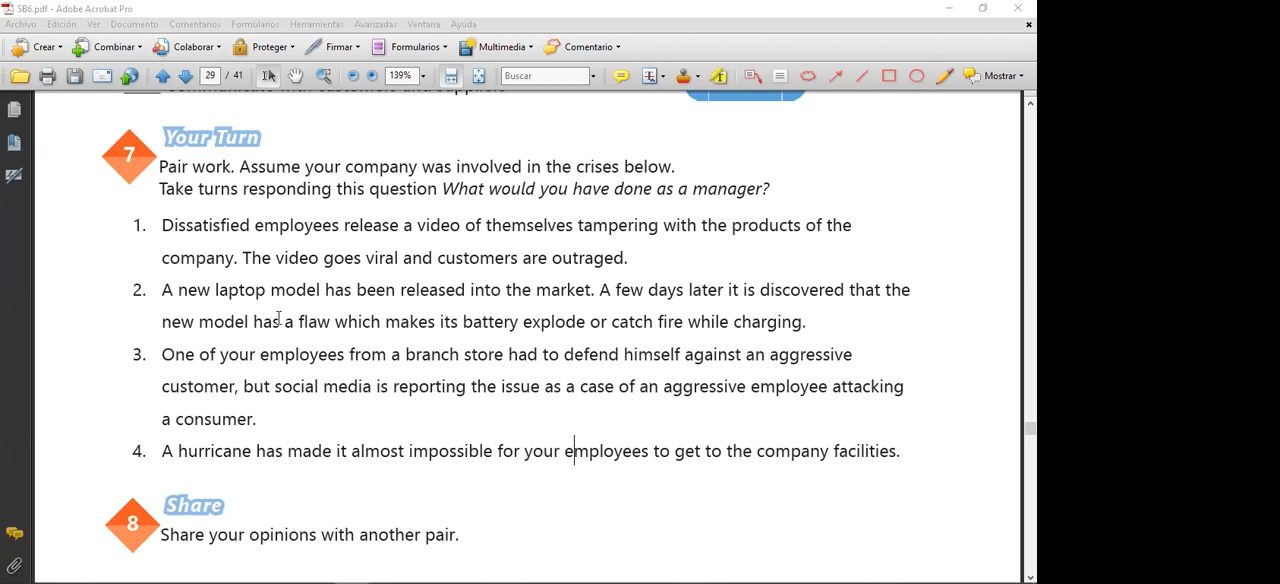 SB6.pdf - Adobe Acrobat Pro
Archivo Edición Ver Documento Comentarios Formularios Herramientas Avanzadas Ventana Ayuda
Crear Combinar Colaborar Proteger Firmar Formularios Multimedia Comentario
29 / 41 139% Buscar Mostrar
Communicate with customers and suppliers
7 Your Turn
Pair work. Assume your company was involved in the crises below.
Take turns responding this question What would you have done as a manager?
1. Dissatisfied employees release a video of themselves tampering with the products of the
company. The video goes viral and customers are outraged.
2. A new laptop model has been released into the market. A few days later it is discovered that the
new model has a flaw which makes its battery explode or catch fire while charging.
3. One of your employees from a branch store had to defend himself against an aggressive
customer, but social media is reporting the issue as a case of an aggressive employee attacking
a consumer.
4. A hurricane has made it almost impossible for your employees to get to the company facilities.
8 Share
Share your opinions with another pair.